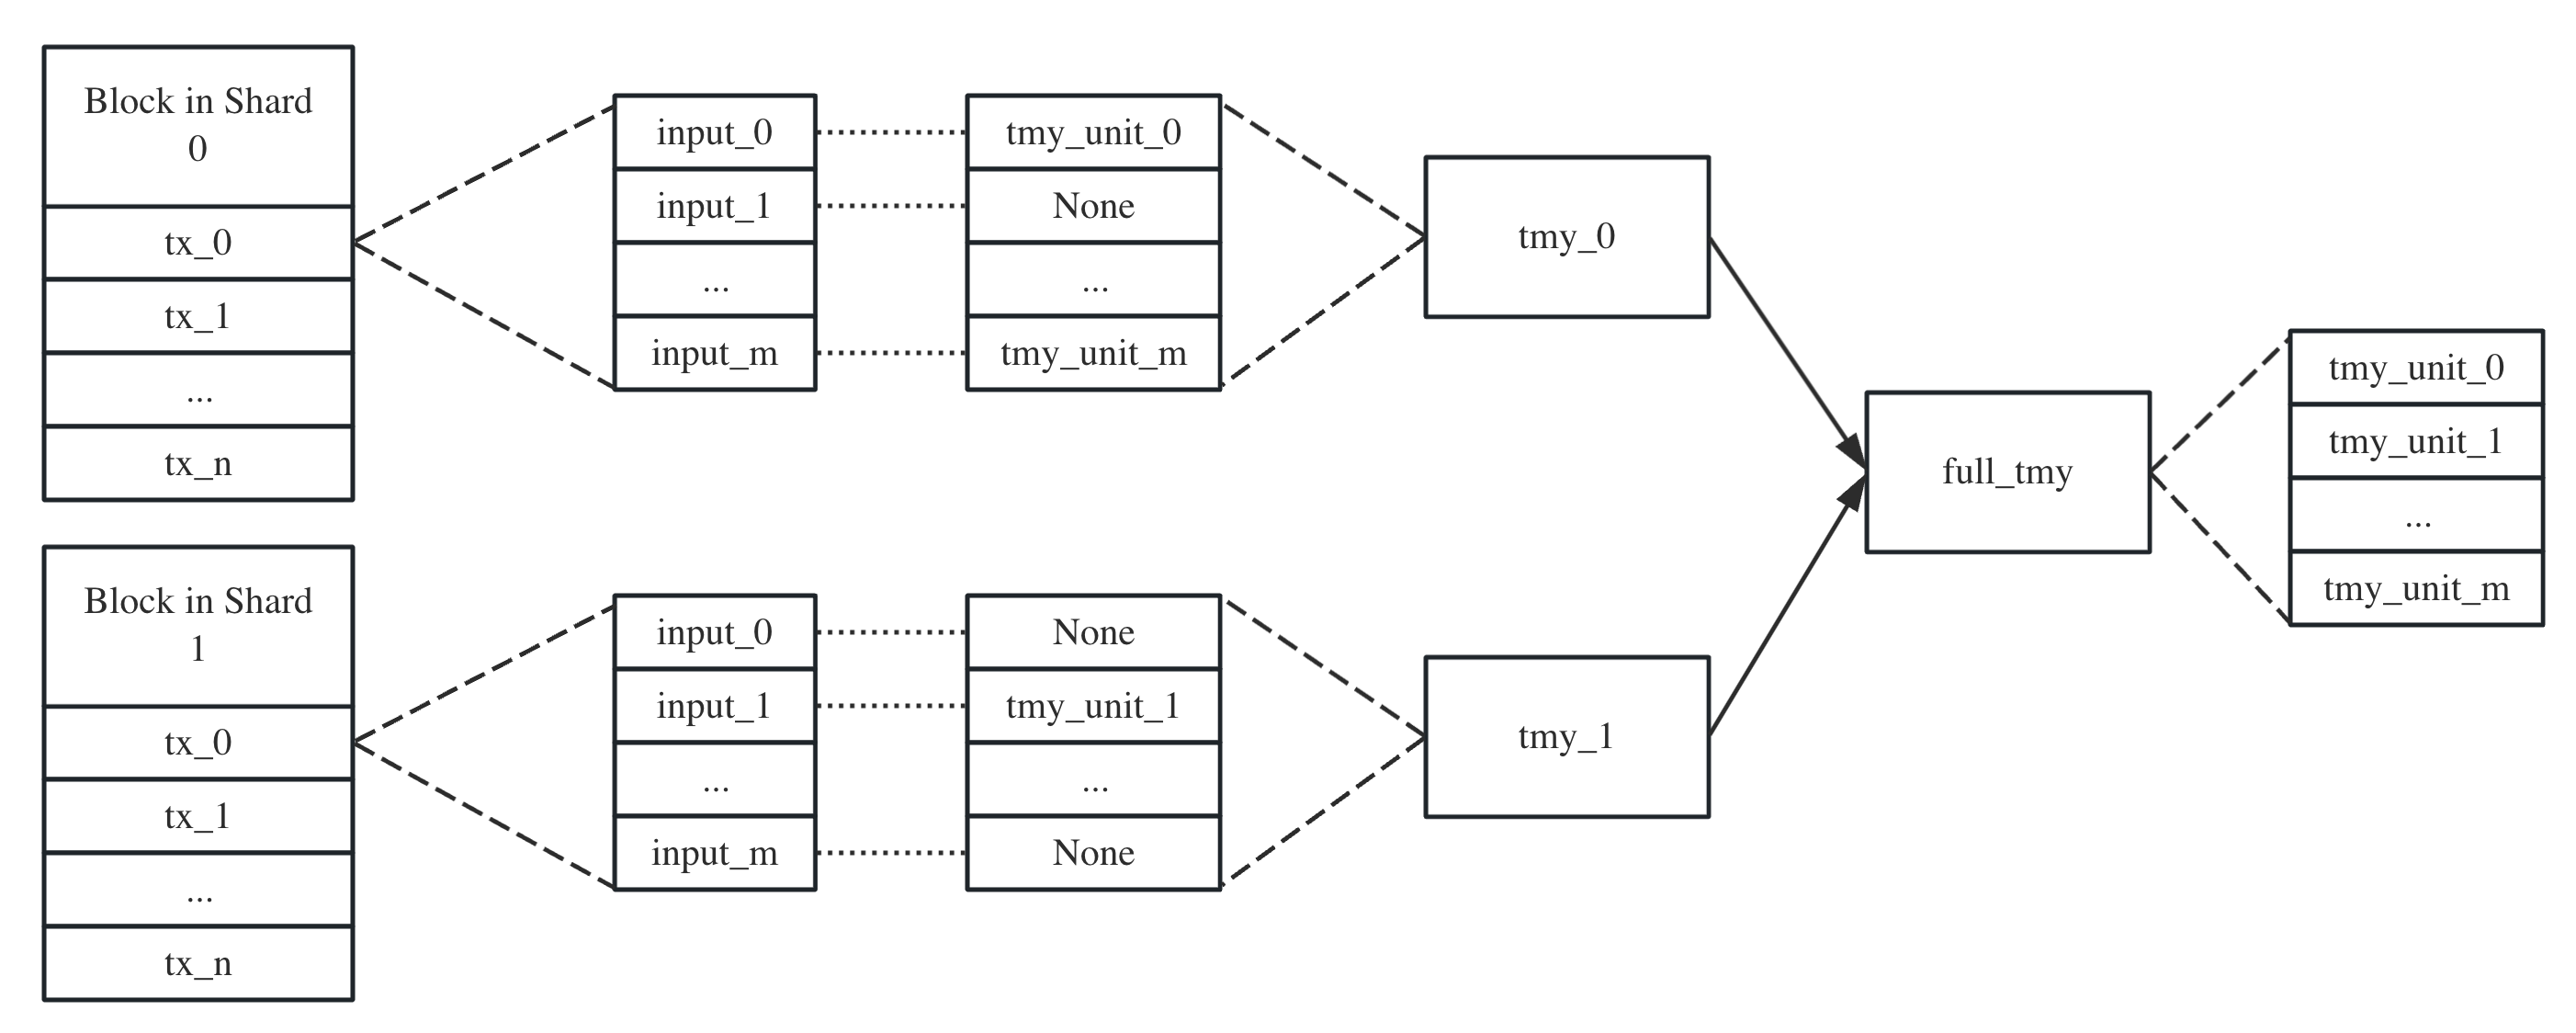 Block in Shard
0
tx_0
tx_1
...
tx_n
input_0
input_1
...
input_m
tmy_unit_0
None
...
tmy_unit_m
tmy_0
Block in Shard
1
tx_0
tx_1
...
tx_n
input_0
input_1
...
input_m
None
tmy_unit_1
...
None
tmy_1
full_tmy
tmy_unit_0
tmy_unit_1
...
tmy_unit_m